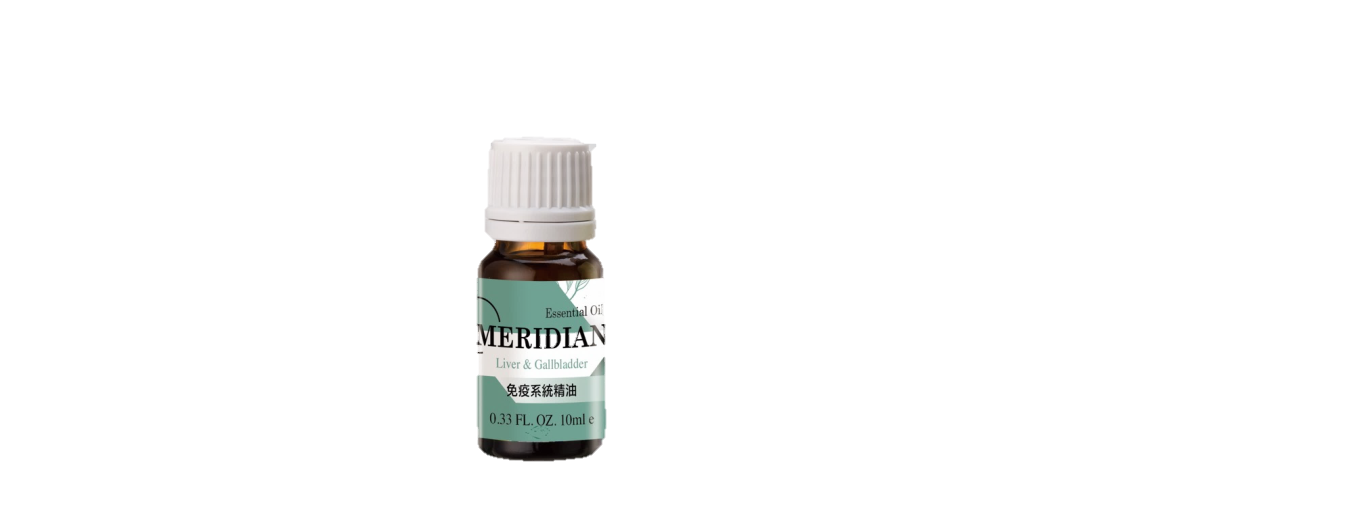 Essential Oil
MERIDIAN
Liver & Gallbladder
免疫系統精油
0.33 FL. OZ. 10ml e